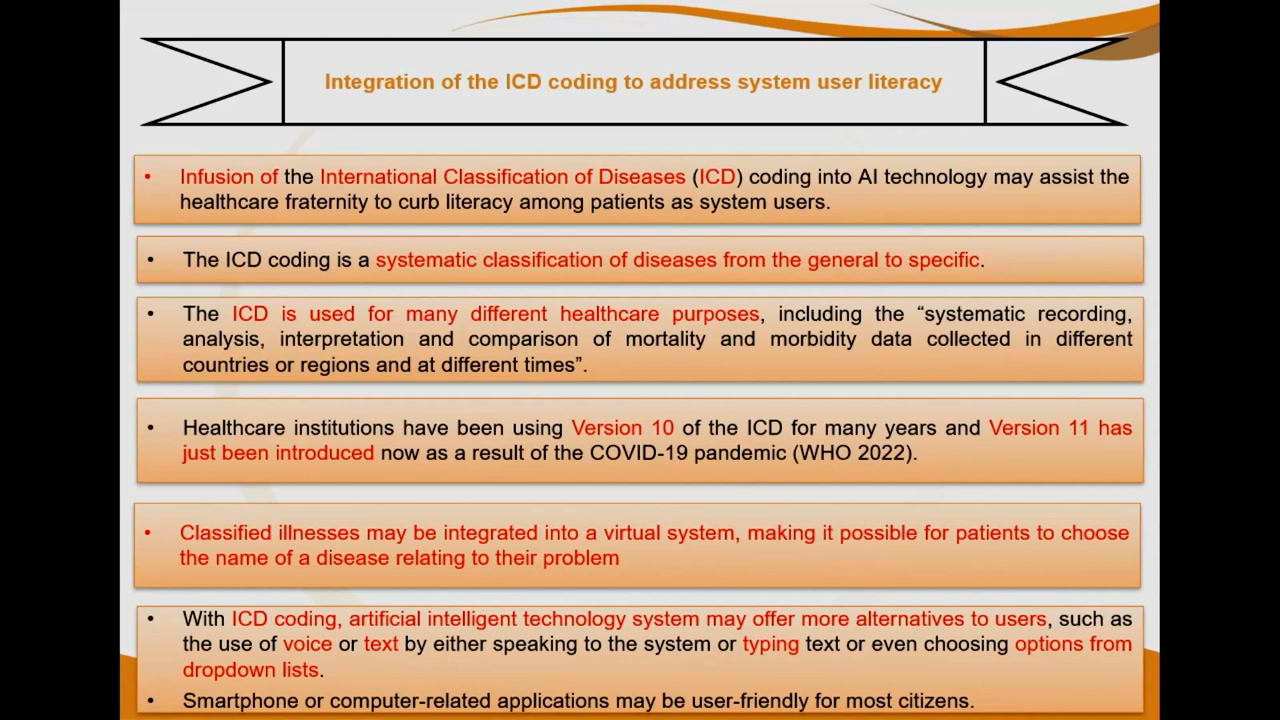 Integration of the ICD coding to address system user literacy
• Infusion of the International Classification of Diseases (ICD) coding into AI technology may assist the
healthcare fraternity to curb literacy among patients as system users.
• The ICD coding is a systematic classification of diseases from the general to specific.
• The ICD is used for many different healthcare purposes, including the “systematic recording,
analysis, interpretation and comparison of mortality and morbidity data collected in different
countries or regions and at different times”.
• Healthcare institutions have been using Version 10 of the ICD for many years and Version 11 has
just been introduced now as a result of the COVID-19 pandemic (WHO 2022).
• Classified illnesses may be integrated into a virtual system, making it possible for patients to choose
the name of a disease relating to their problem
• With ICD coding, artificial intelligent technology system may offer more alternatives to users, such as
the use of voice or text by either speaking to the system or typing text or even choosing options from
dropdown lists.
• Smartphone or computer-related applications may be user-friendly for most citizens.